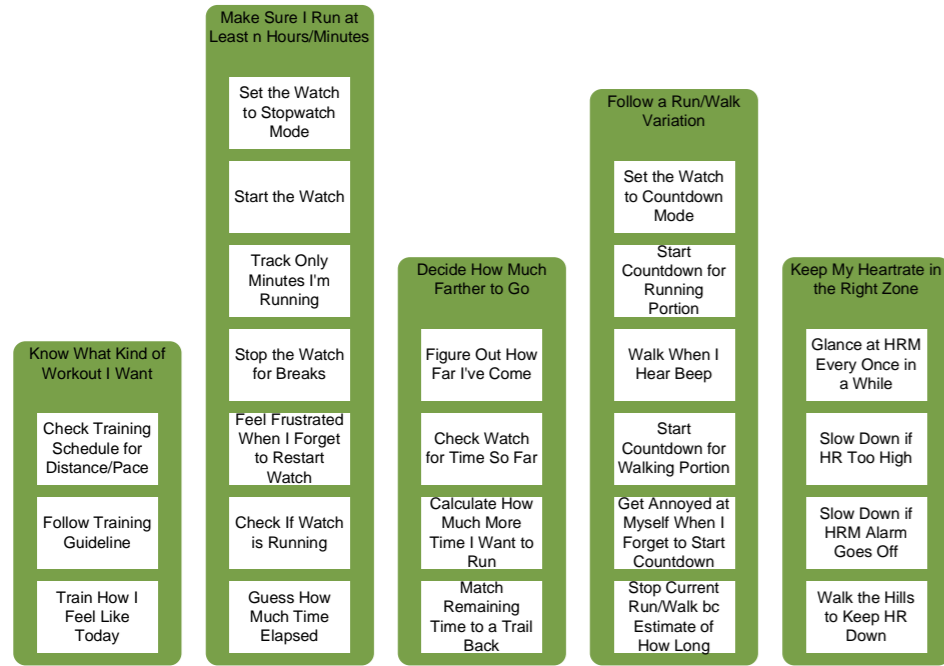 Know What Kind of
Workout I Want
Check Training
Schedule for
Distance/Pace
Follow Training
Guideline
Train How I
Feel Like
Today
Make Sure I Run at
Least n Hours/Minutes
Set the Watch
to Stopwatch
Mode
Start the Watch
Track Only
Minutes I'm
Running
Stop the Watch
for Breaks
Feel Frustrated
When I Forget
to Restart
Watch
Check If Watch
is Running
Guess How
Much Time
Elapsed
Decide How Much
Farther to Go
Figure Out How
Far I've Come
Check Watch
for Time So Far
Calculate How
Much More
Time I Want to
Run
Match
Remaining
Time to a Trail
Back
Follow a Run/Walk
Variation
Set the Watch
to Countdown
Mode
Start
Countdown for
Running
Portion
Walk When I
Hear Beep
Start
Countdown for
Walking Portion
Get Annoyed at
Myself When I
Forget to Start
Countdown
Stop Current
Run/Walk bc
Estimate of
How Long
Keep My Heartrate in
the Right Zone
Glance at HRM
Every Once in
a While
Slow Down if
HR Too High
Slow Down if
HRM Alarm
Goes Off
Walk the Hills
to Keep HR
Down